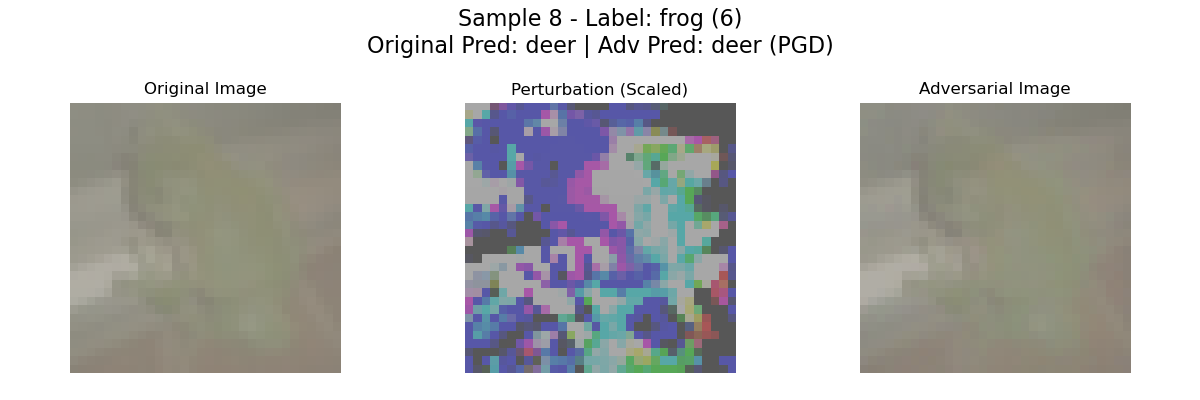 Sample 8 - Label: frog (6)
Original Pred: deer | Adv Pred: deer (PGD)
Original Image
Perturbation (Scaled)
Adversarial Image